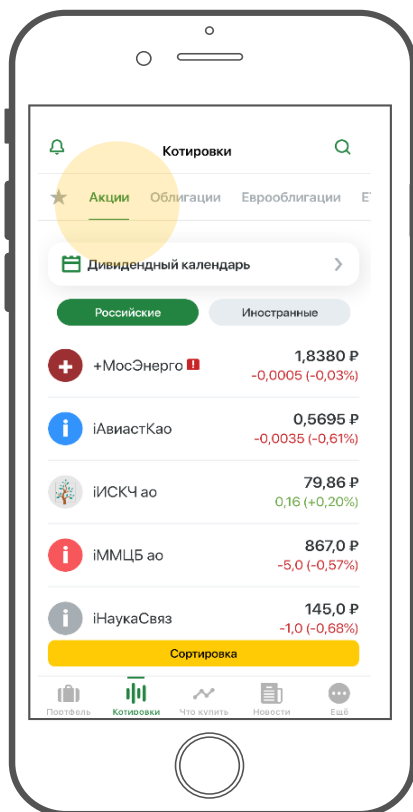 Котировки
Акции Облигации Еврооблигации
Дивидендный календарь
Российские Иностранные
+МосЭнерго 1,8380 ₽
-0,0005 (-0,03%)
iАвиастКао 0,5695 ₽
-0,0035 (-0,61%)
iИСКЧ ао 79,86 ₽
0,16 (+0,20%)
iММЦБ ао 867,0 ₽
-5,0 (-0,57%)
iНаукаСвяз 145,0 ₽
-1,0 (-0,68%)
Сортировка
Портфель Котировки Что купить Новости Ещё